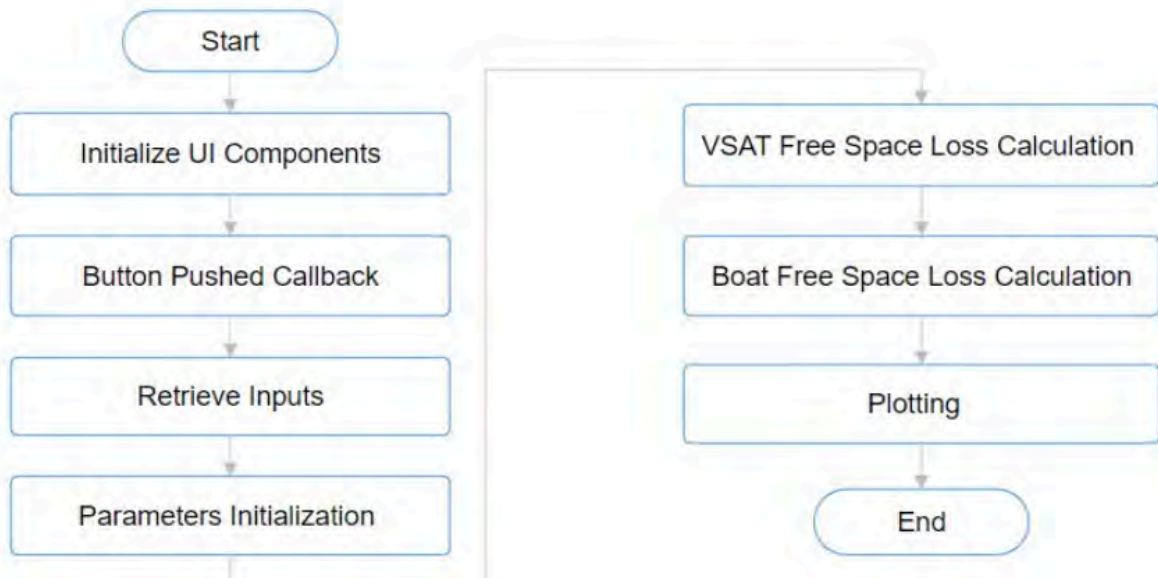 Start
Initialize UI Components
Button Pushed Callback
Retrieve Inputs
Parameters Initialization
VSAT Free Space Loss Calculation
Boat Free Space Loss Calculation
Plotting
End